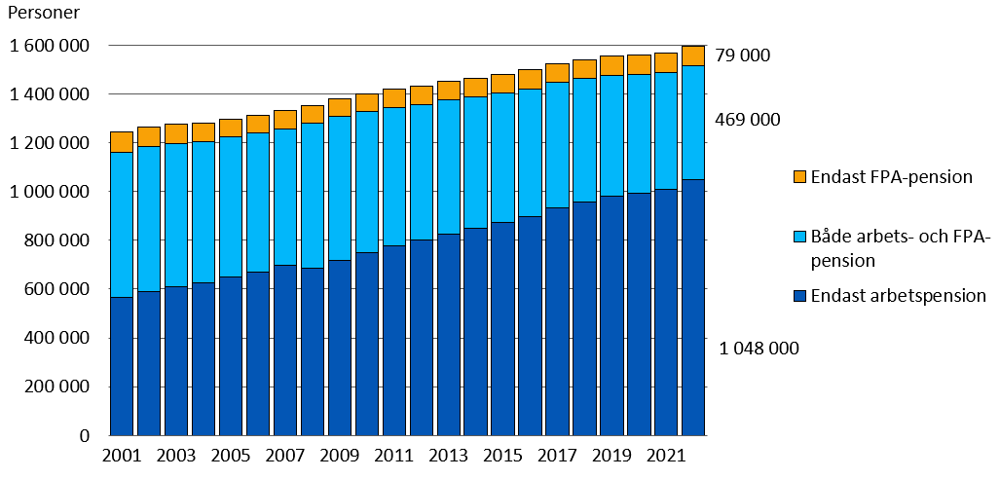 Personer
1 600 000
1 400 000
1 200 000
1 000 000
800 000
600 000
400 000
200 000
0
2001 2003 2005 2007 2009 2011 2013 2015 2017 2019 2021
79 000
469 000
1 048 000
Endast FPA-pension
Både arbets- och FPA-
pension
Endast arbetspension